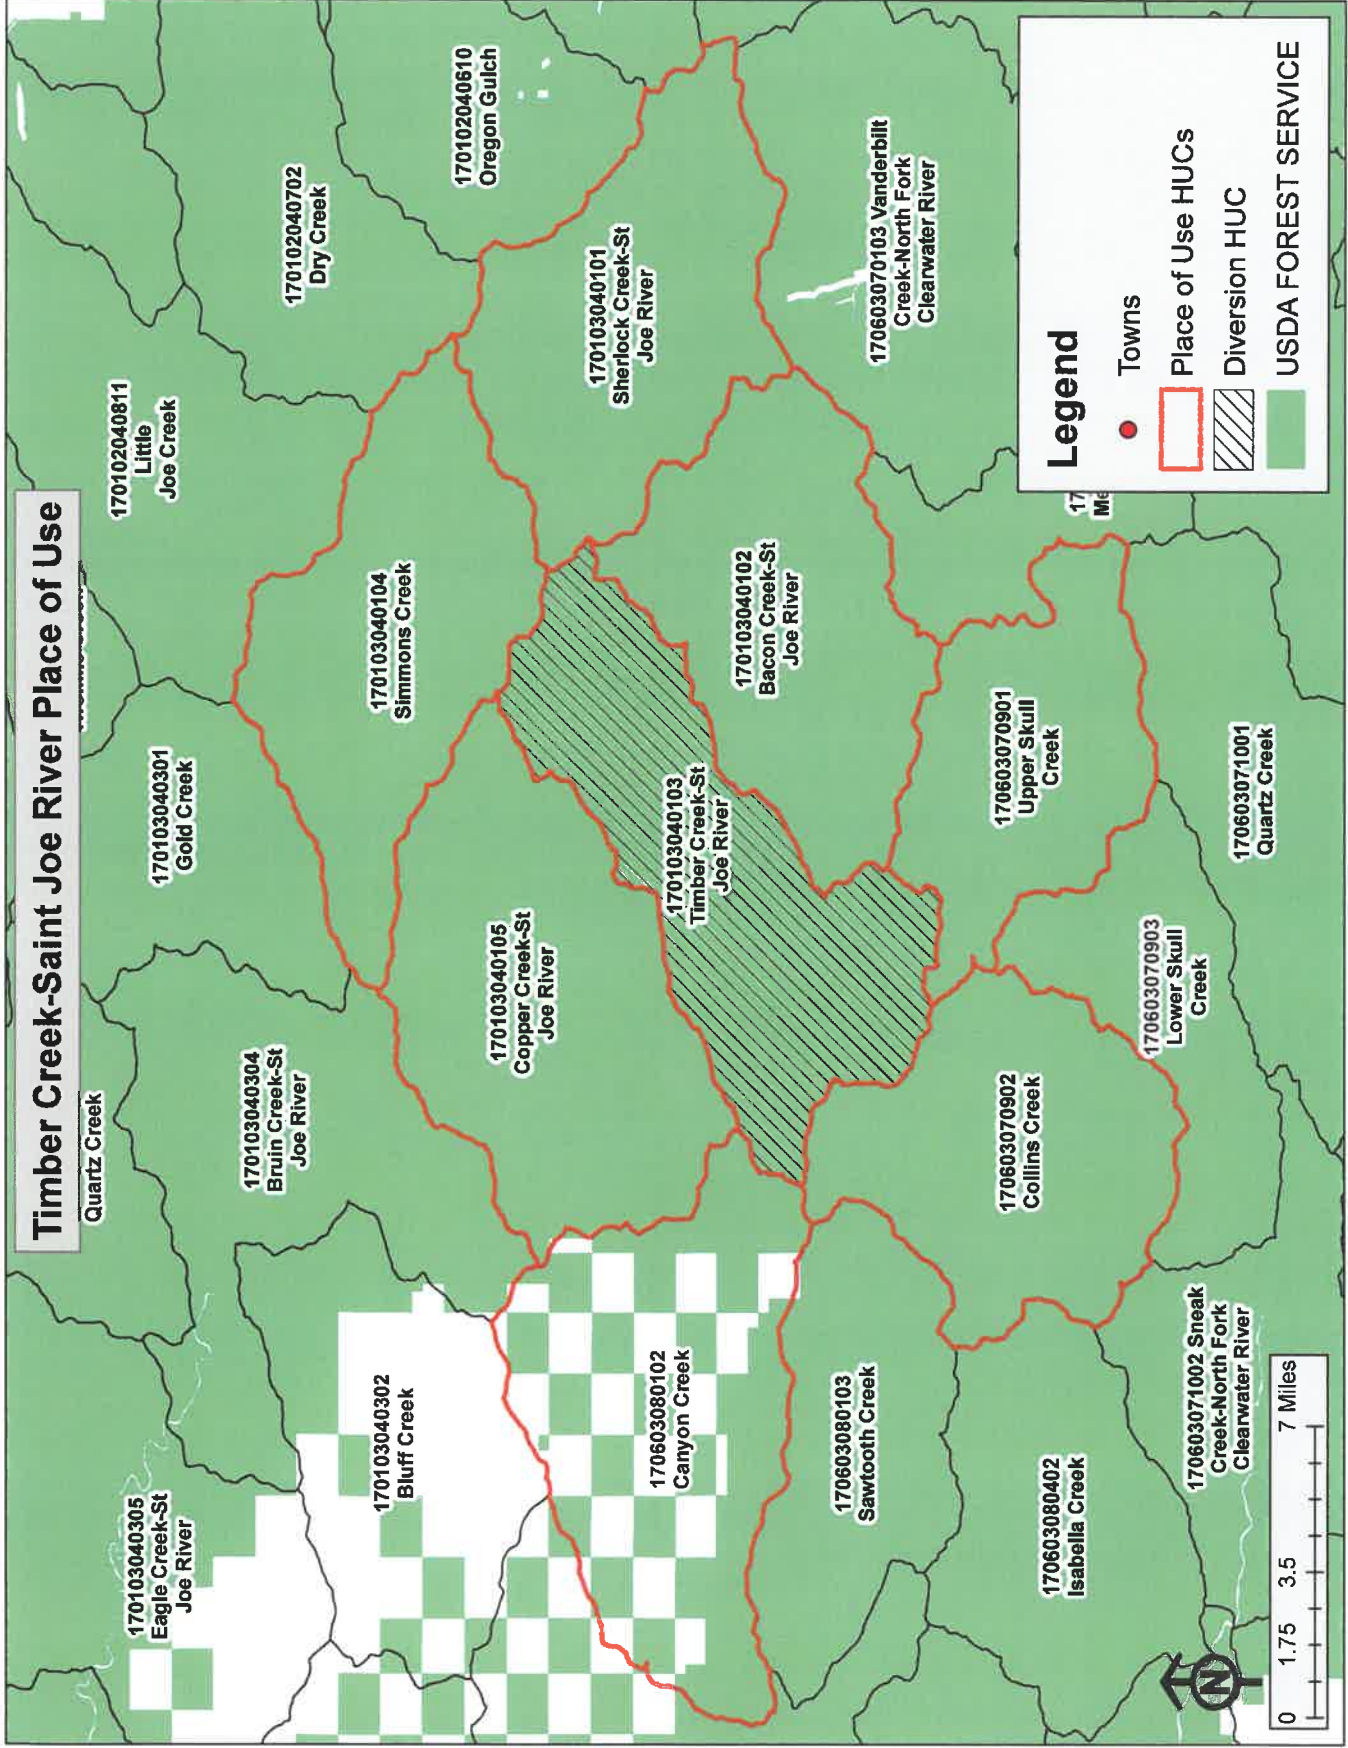 Timber Creek-Saint Joe River Place of Use
Quartz Creek
170103040305
Eagle Creek-St
Joe River
170103040304
Bruin Creek-St
Joe River
170103040301
Gold Creek
170102040811
Little
Joe Creek
170102040702
Dry Creek
170102040610
Oregon Gulch
170103040302
Bluff Creek
170103040104
Simmons Creek
170103040105
Copper Creek-St
Joe River
170103040101
Sherlock Creek-St
Joe River
170603080102
Canyon Creek
170103040103
Timber Creek-St
Joe River
170103040102
Bacon Creek-St
Joe River
170603070103 Vanderbilt
Creek-North Fork
Clearwater River
170603080103
Sawtooth Creek
170603070902
Collins Creek
170603070901
Upper Skull
Creek
170603080402
Isabella Creek
170603070903
Lower Skull
Creek
17
Me
170603071002 Sneak
Creek-North Fork
Clearwater River
170603071001
Quartz Creek
N
0 1.75 3.5 7 Miles
Legend
Towns
Place of Use HUCs
Diversion HUC
USDA FOREST SERVICE